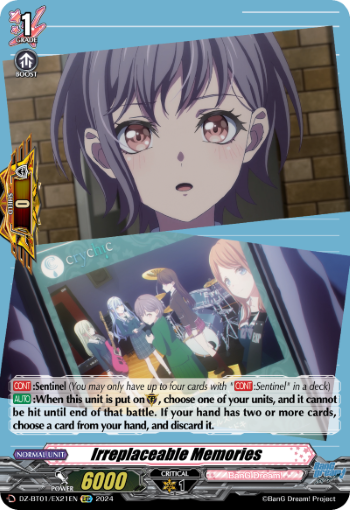 1
GRADE
BOOST
SHIELD
0
CRYCHIC
CONT:Sentinel (You may only have up to four cards with "CONT:Sentinel" in a deck)
AUTO:When this unit is put on GC, choose one of your units, and it cannot
be hit until end of that battle. If your hand has two or more cards,
choose a card from your hand, and discard it.
NORMAL UNIT
Irreplaceable Memories
POWER
6000
CRITICAL
1
BanG Dream!
D-DZ-BT01/EX21EN
2024
©BanG Dream! Project